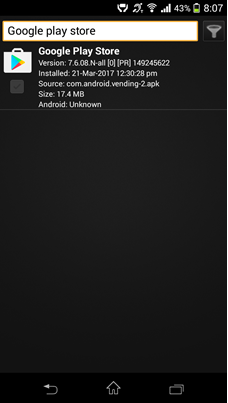 43% 8:07
Google play store
Google Play Store
Version: 7.6.08.N-all [0] [PR] 149245622
Installed: 21-Mar-2017 12:30:28 pm
Source: com.android.vending-2.apk
Size: 17.4 MB
Android: Unknown